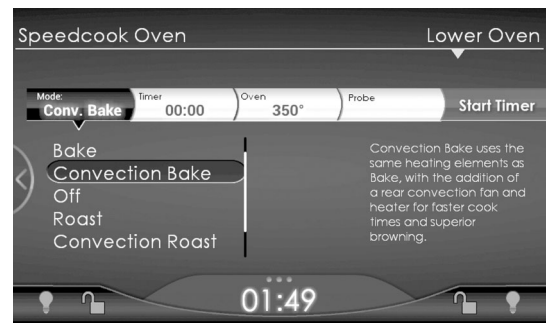 Speedcook Oven Lower Oven
Mode: Timer Oven Probe
Conv. Bake 00:00 350° Start Timer
Bake
Convection Bake
Off
Roast
Convection Roast
Convection Bake uses the
same heating elements as
Bake, with the addition of
a rear convection fan and
heater for faster cook
times and superior
browning.
01:49